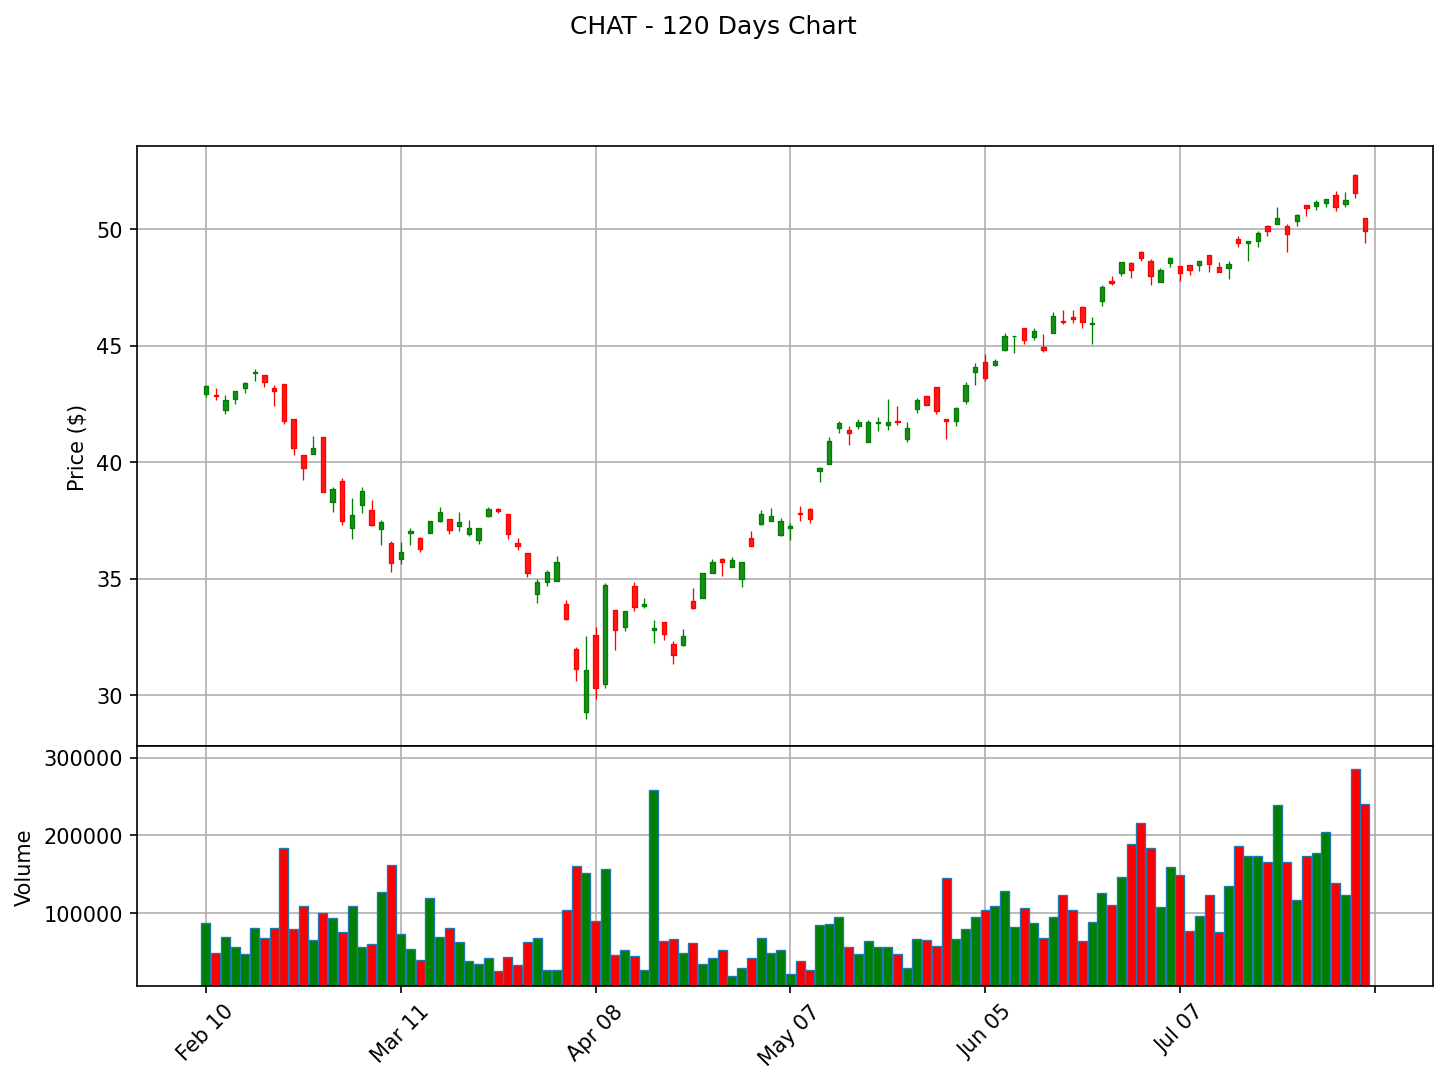 CHAT - 120 Days Chart
Price ($)
50
45
40
35
30
Volume
300000
200000
100000
Feb 10
Mar 11
Apr 08
May 07
Jun 05
Jul 07